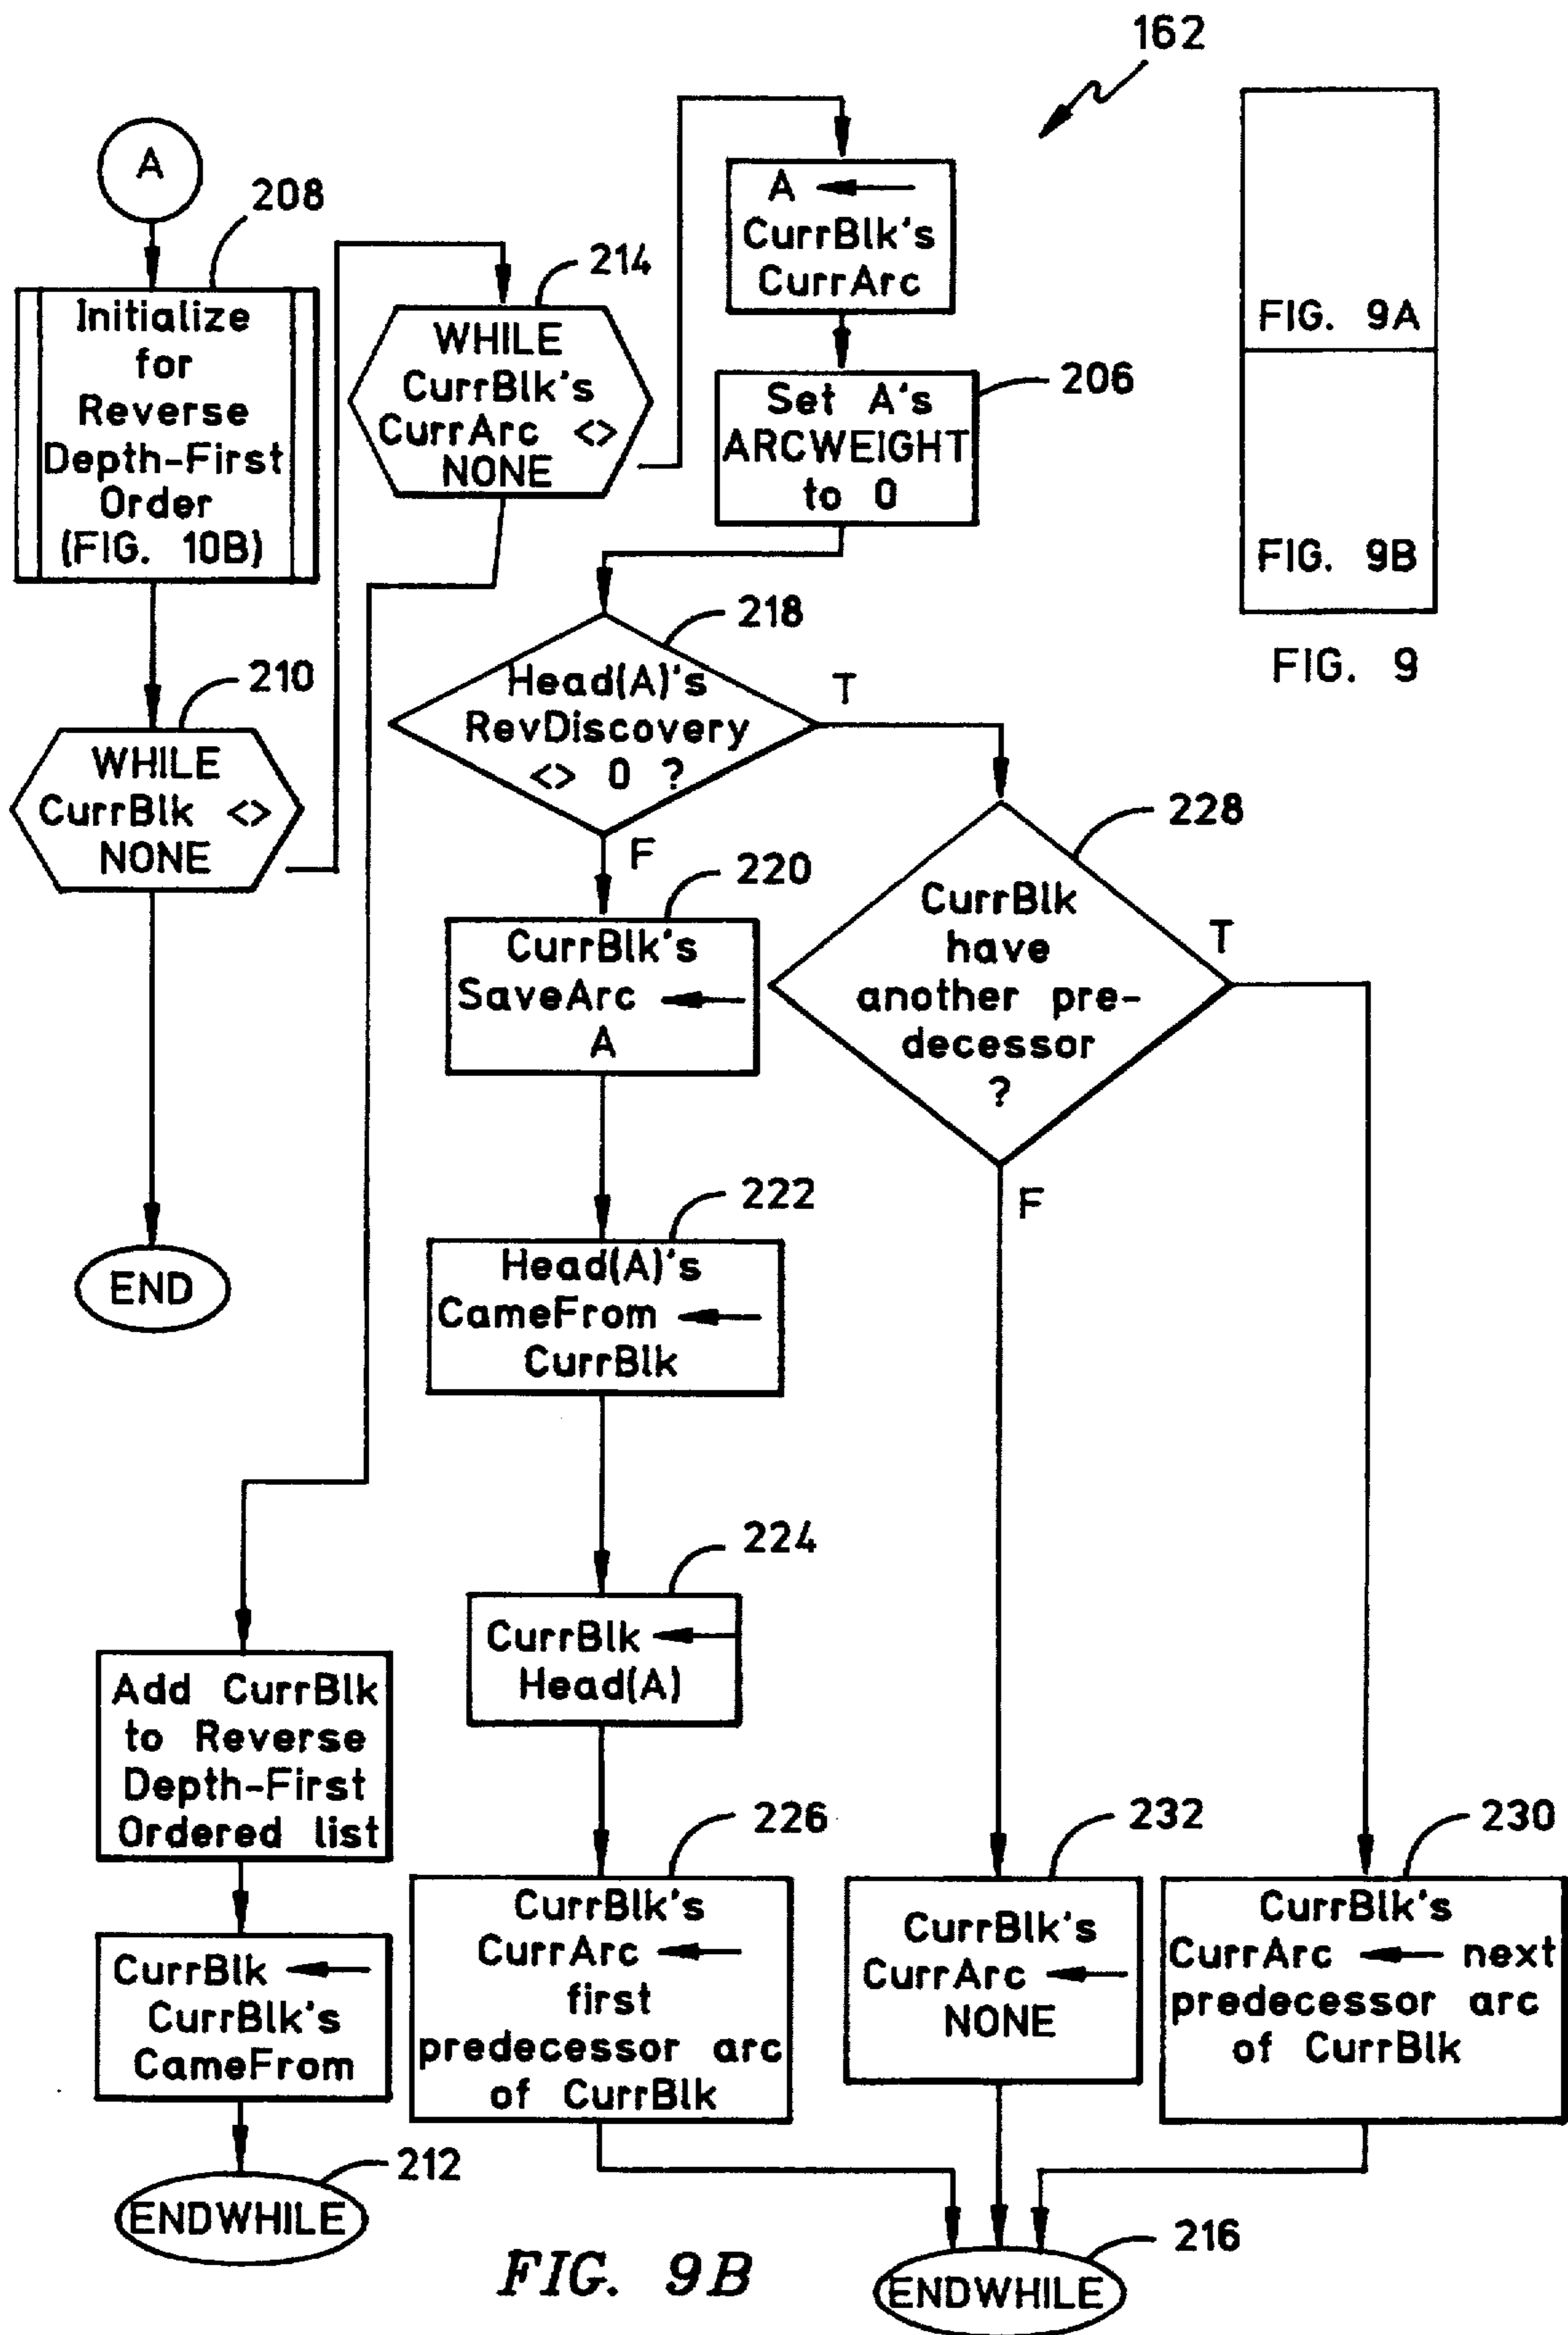 162
A
208
Initialize
for
Reverse
Depth-First
Order
(FIG. 10B)
210
WHILE
CurrBlk <>
NONE
END
214
WHILE
CurrBlk's
CurrArc <>
NONE
A ←
CurrBlk's
CurrArc
206
Set A's
ARCWEIGHT
to 0
FIG. 9A
FIG. 9B
FIG. 9
218
Head(A)'s
RevDiscovery
<> 0 ?
T
F
220
CurrBlk's
SaveArc ←
A
228
CurrBlk
have
another pre-
decessor
?
T
F
222
Head(A)'s
CameFrom ←
CurrBlk
224
CurrBlk ←
Head(A)
Add CurrBlk
to Reverse
Depth-First
Ordered list
CurrBlk ←
CurrBlk's
CameFrom
212
ENDWHILE
226
CurrBlk's
CurrArc ←
first
predecessor arc
of CurrBlk
232
CurrBlk's
CurrArc ←
NONE
230
CurrBlk's
CurrArc ← next
predecessor arc
of CurrBlk
216
ENDWHILE
FIG. 9B